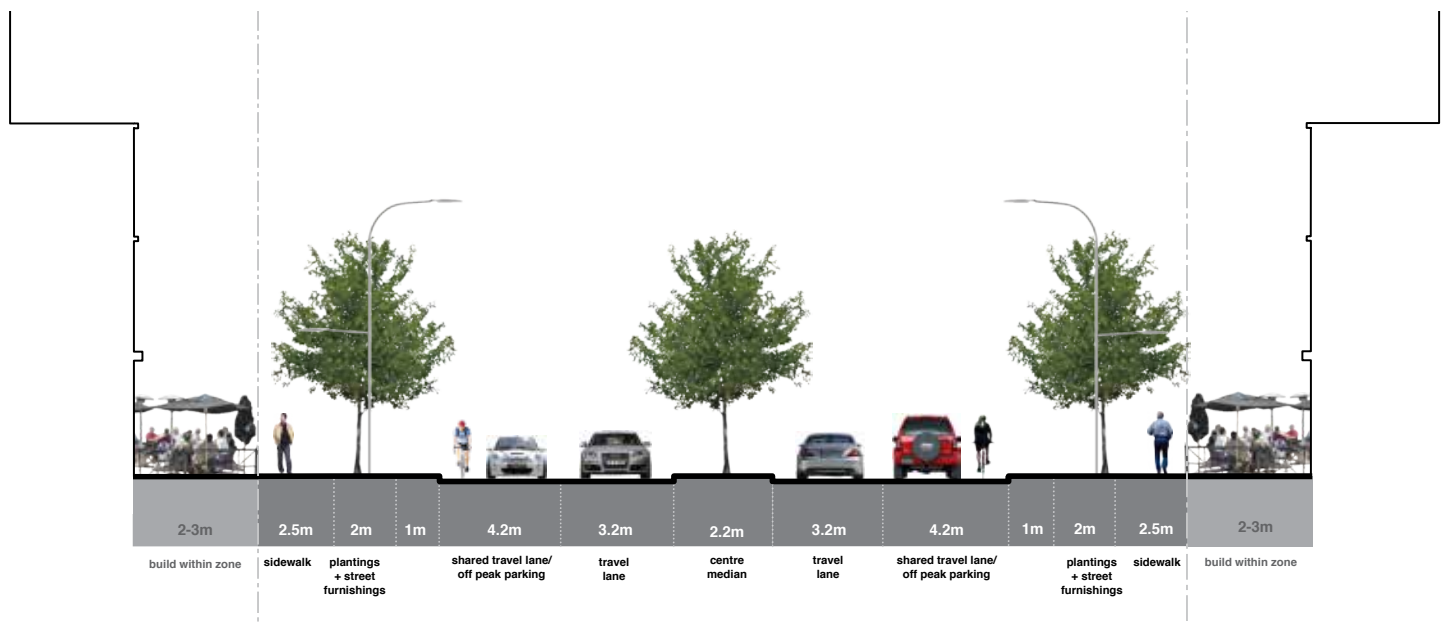 2-3m 2.5m 2m 1m 4.2m 3.2m 2.2m 3.2m 4.2m 1m 2m 2.5m 2-3m
build within zone
sidewalk
plantings
+ street
furnishings
shared travel lane/
off peak parking
travel
lane
centre
median
travel
lane
shared travel lane/
off peak parking
plantings
+ street
furnishings
sidewalk
build within zone